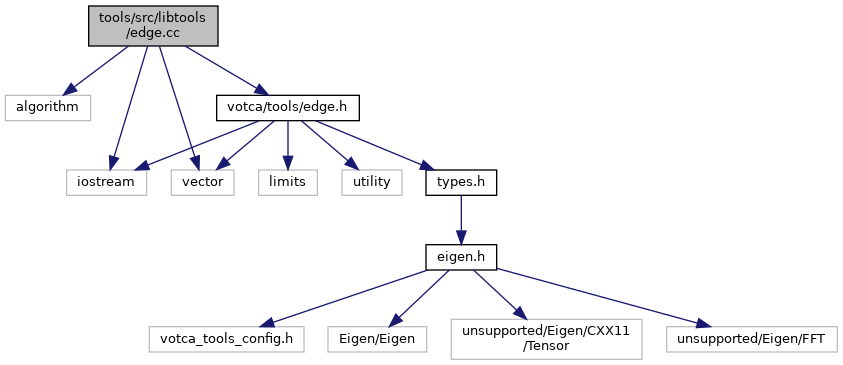 tools/src/libtools
/edge.cc
algorithm
votca/tools/edge.h
iostream
vector
limits
utility
types.h
eigen.h
votca_tools_config.h
Eigen/Eigen
unsupported/Eigen/CXX11
/Tensor
unsupported/Eigen/FFT